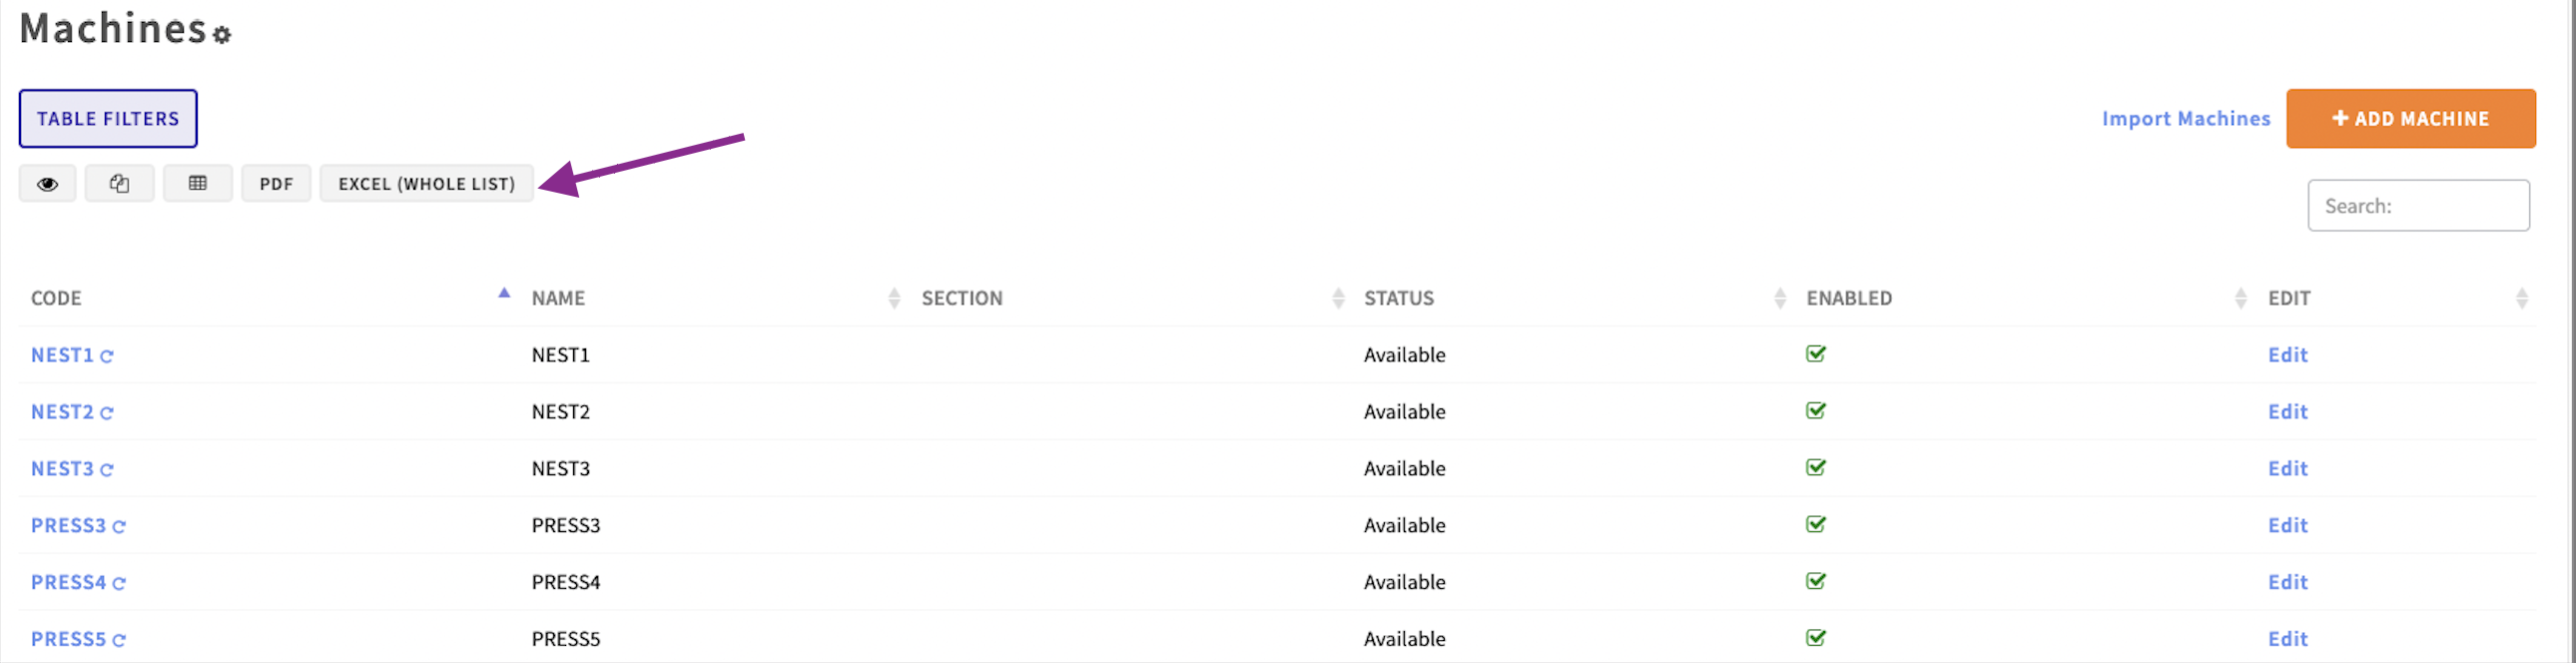 Machines
TABLE FILTERS
Import Machines
+ ADD MACHINE
PDF
EXCEL (WHOLE LIST)
Search:
CODE NAME SECTION STATUS ENABLED EDIT
NEST1 NEST1 Available Edit
NEST2 NEST2 Available Edit
NEST3 NEST3 Available Edit
PRESS3 PRESS3 Available Edit
PRESS4 PRESS4 Available Edit
PRESS5 PRESS5 Available Edit